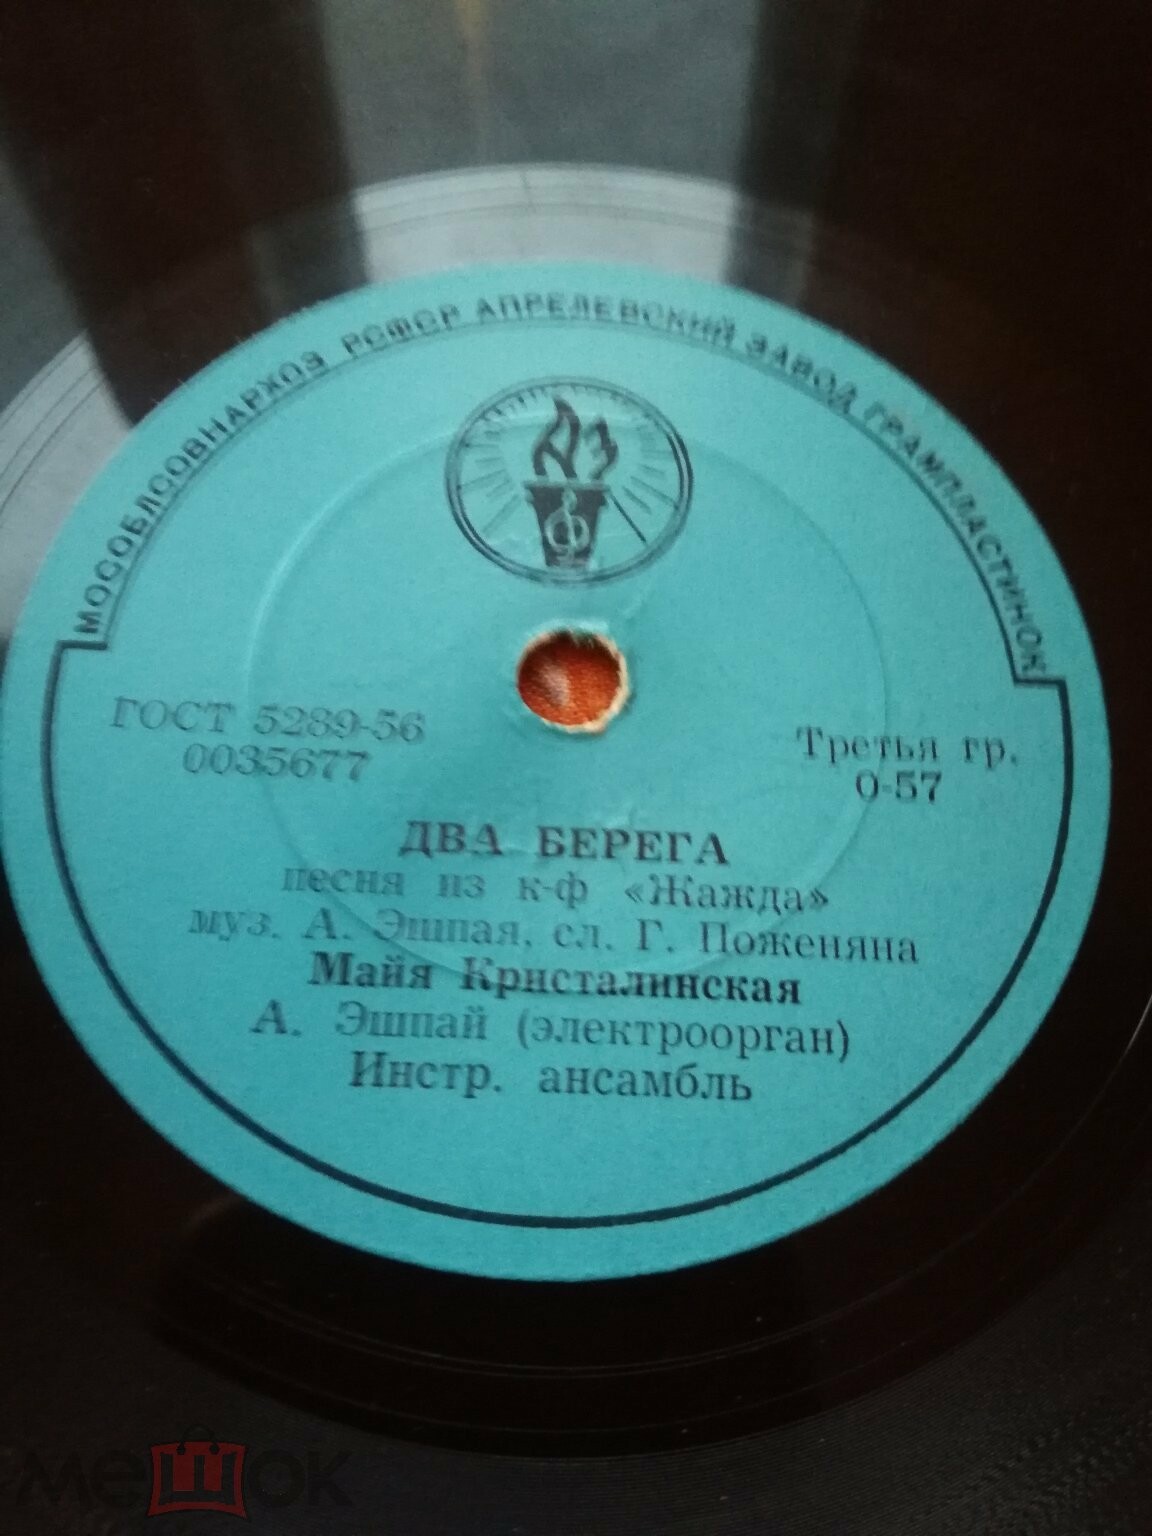 МОСОБЛСОВНАРХОЗ РСФСР АПРЕЛЕВСКИЙ ЗАВОД ГРАМПЛАСТИНОК
АЗ
ГОСТ 5289-56
0035677
Третья гр.
0-57
ДВА БЕРЕГА
песня из к-ф «Жажда»
муз. А. Эшпая, сл. Г. Поженяна
Майя Кристалинская
А. Эшпай (электроорган)
Инстр. ансамбль
мешок